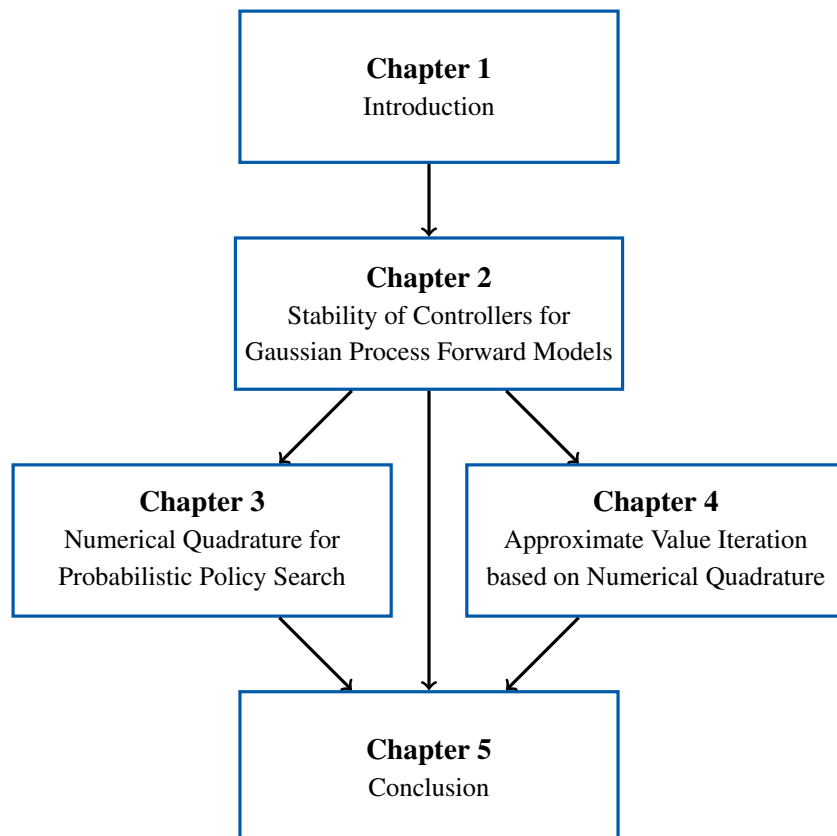 Chapter 1
Introduction
Chapter 2
Stability of Controllers for
Gaussian Process Forward Models
Chapter 3
Numerical Quadrature for
Probabilistic Policy Search
Chapter 4
Approximate Value Iteration
based on Numerical Quadrature
Chapter 5
Conclusion